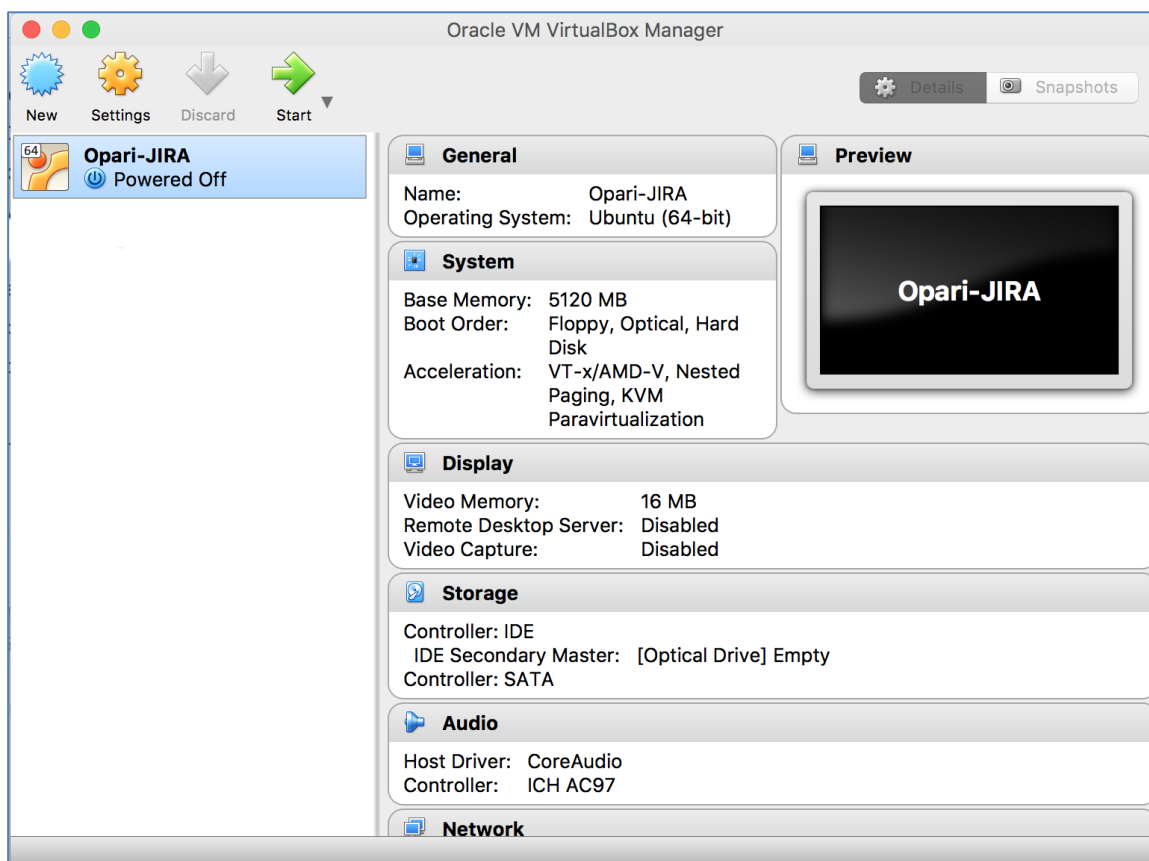 Oracle VM VirtualBox Manager
New
Settings
Discard
Start
Details
Snapshots
64
Opari-JIRA
Powered Off
General
Name: Opari-JIRA
Operating System: Ubuntu (64-bit)
System
Base Memory: 5120 MB
Boot Order: Floppy, Optical, Hard
Disk
Acceleration: VT-x/AMD-V, Nested
Paging, KVM
Paravirtualization
Preview
Opari-JIRA
Display
Video Memory: 16 MB
Remote Desktop Server: Disabled
Video Capture: Disabled
Storage
Controller: IDE
IDE Secondary Master: [Optical Drive] Empty
Controller: SATA
Audio
Host Driver: CoreAudio
Controller: ICH AC97
Network